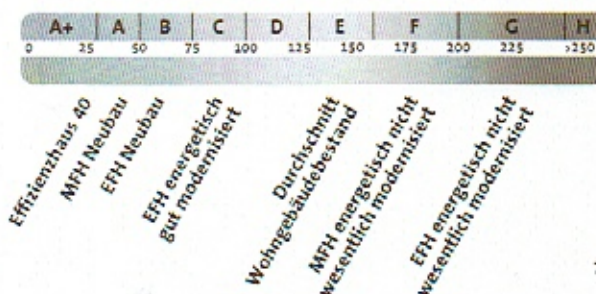 A+ A B C D E F G H
0 25 50 75 100 125 150 175 200 225 >250
Effizienzhaus 40
MFH Neubau
EFH Neubau
EFH energetisch
gut modernisiert
Durchschnitt
Wohngebäudebestand
MFH energetisch nicht
wesentlich modernisiert
EFH energetisch nicht
wesentlich modernisiert